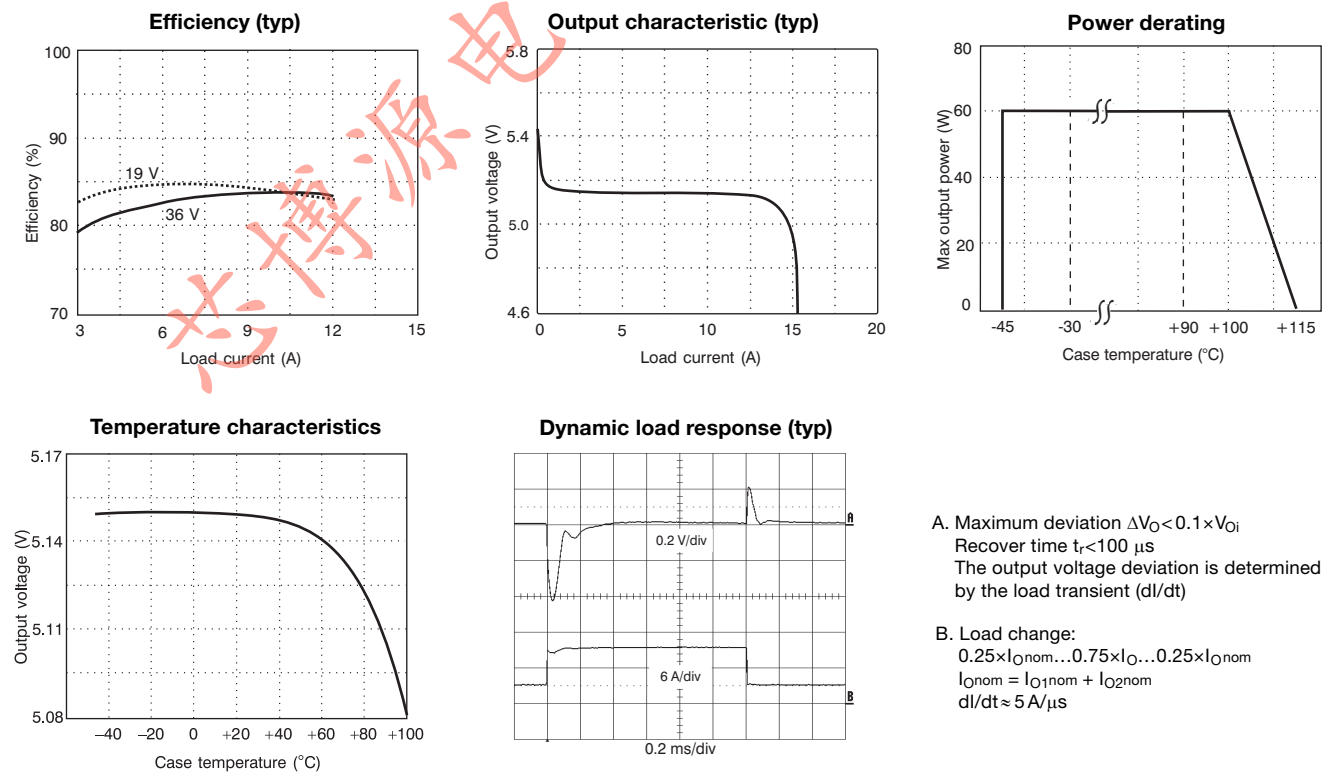 Efficiency (typ)
100
90
80
70
Efficiency (%)
19 V
36 V
3 6 9 12 15
Load current (A)
Output characteristic (typ)
5.8
5.4
5.0
4.6
Output voltage (V)
0 5 10 15 20
Load current (A)
Power derating
80
60
40
20
0
Max output power (W)
-45 -30 +90 +100 +115
Case temperature (°C)
芯博源电
Temperature characteristics
5.17
5.14
5.11
5.08
Output voltage (V)
–40 –20 0 +20 +40 +60 +80 +100
Case temperature (°C)
Dynamic load response (typ)
A
0.2 V/div
6 A/div
B
0.2 ms/div
A. Maximum deviation ΔVO<0.1×VOi
Recover time tr<100 μs
The output voltage deviation is determined
by the load transient (dI/dt)
B. Load change:
0.25×IOnom...0.75×IO...0.25×IOnom
IOnom = IO1nom + IO2nom
dI/dt≈5A/μs